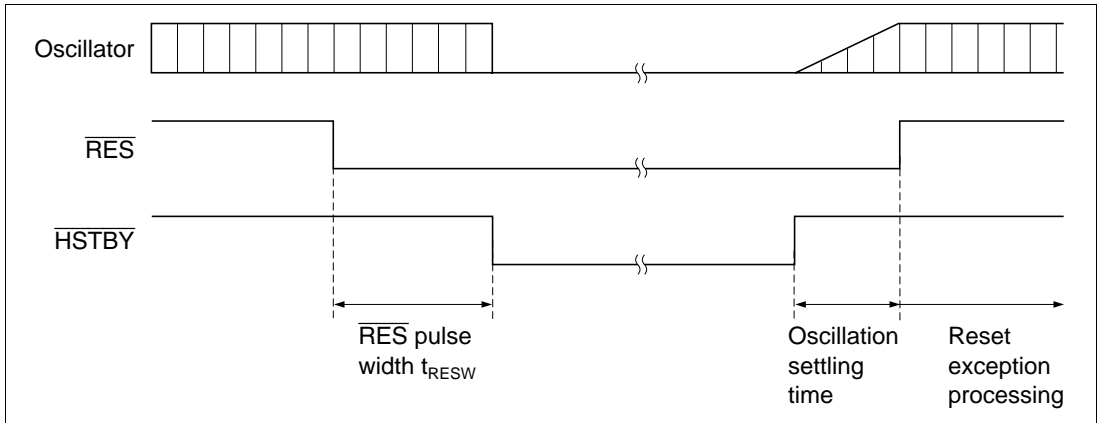 Oscillator
RES
HSTBY
RES pulse
width tRESW
Oscillation
settling
time
Reset
exception
processing